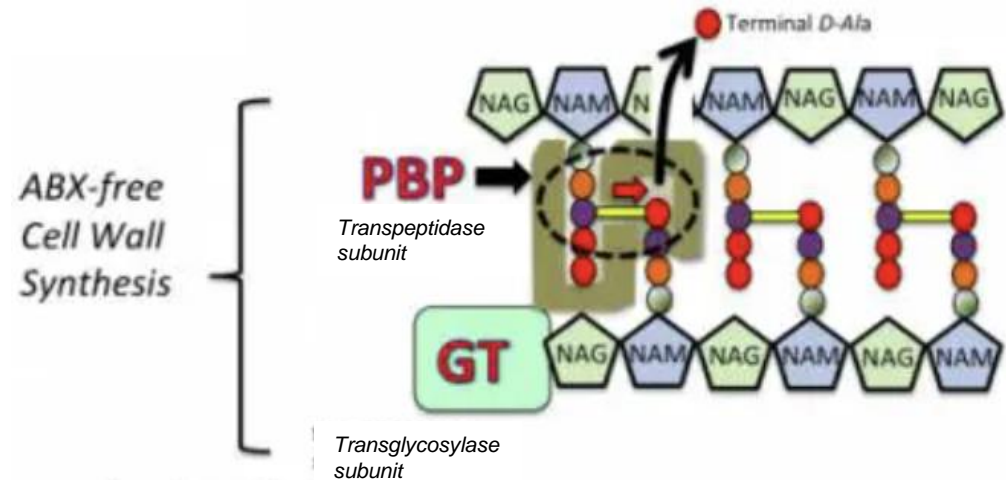 Terminal D-Ala
NAG NAM N NAM NAG NAM NAG
ABX-free
Cell Wall
Synthesis
PBP
Transpeptidase
subunit
GT
NAG NAM NAG NAM NAG NAM
Transglycosylase
subunit